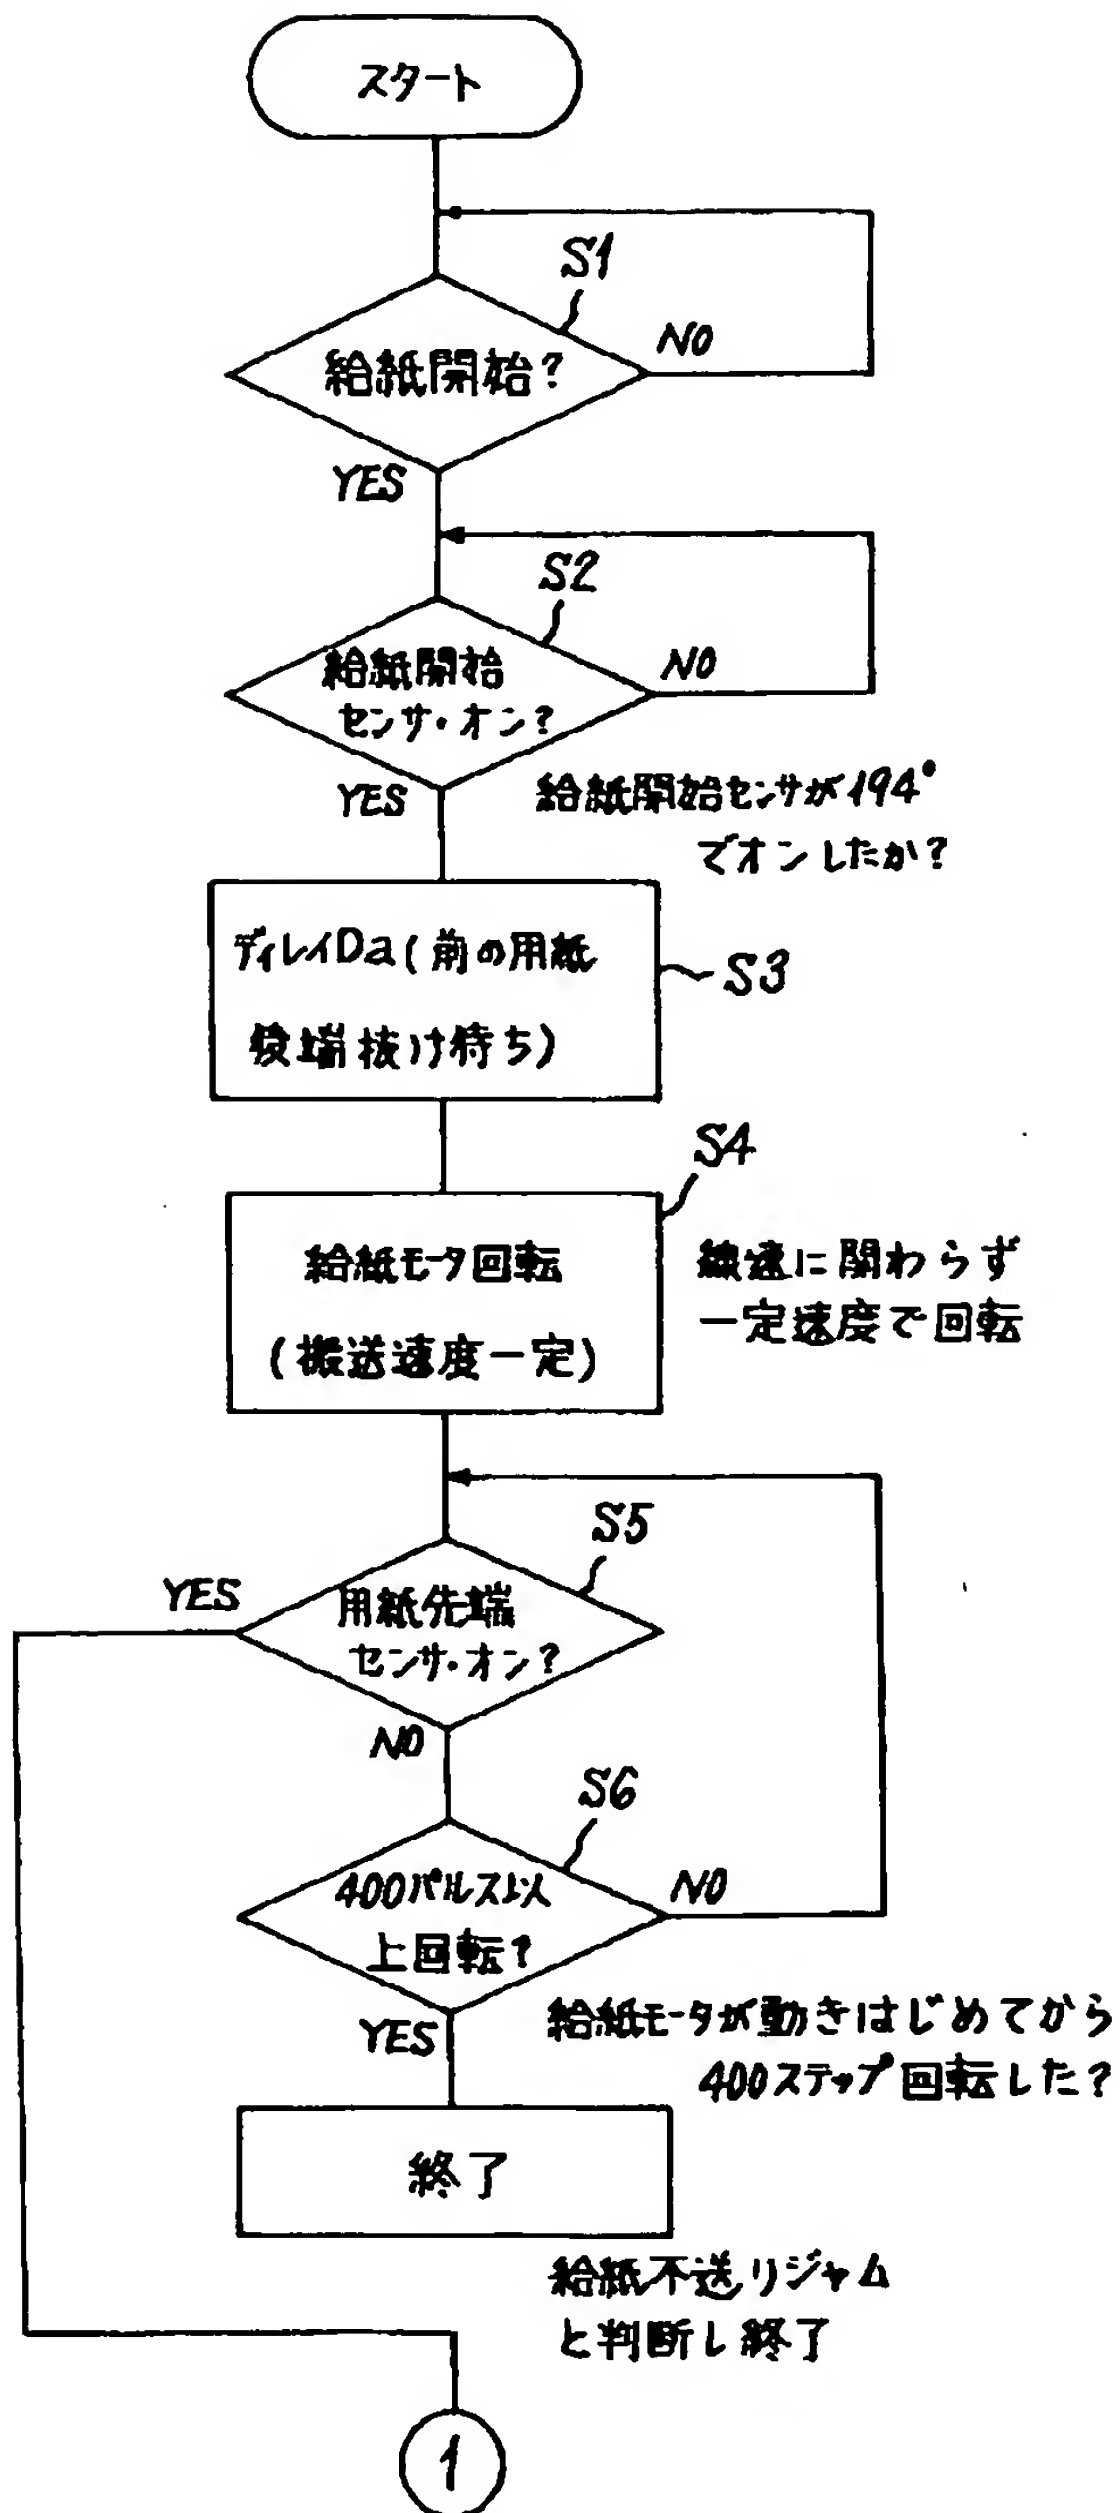 スタート
S1
給紙開始?
NO
YES
S2
給紙開始
センサ・オン?
NO
YES
給紙開始センサが194°
でオンしたか?
ディレイDa(前の用紙
後端抜け待ち)
S3
S4
給紙モータ回転
(搬送速度一定)
線速に関わらず
一定速度で回転
S5
YES
用紙先端
センサ・オン?
NO
S6
400パルス以
上回転?
NO
YES
給紙モータが動きはじめてから
400ステップ回転した?
終了
給紙不送りジャム
と判断し終了
1